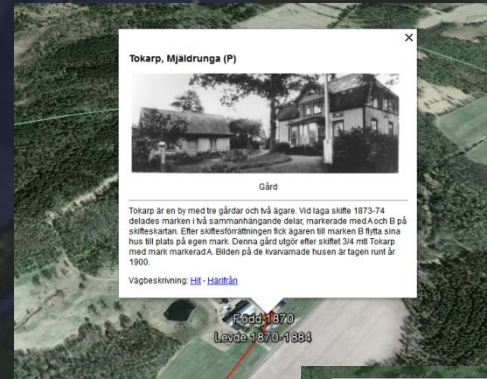 Tokarp, Mjäldrunga (P)
Gård
Tokarp är en by med tre gårdar och två ägare. Vid laga skifte 1873-74
delades marken i två sammanhängande delar, markerade med A och B på
skifteskartan. Efter skiftesförrättningen fick ägaren till marken B flytta sina
hus till plats på egen mark. Denna gård utgör efter skiftet 3/4 mtl Tokarp
med mark markerad A. Bilden på de kvarvarnade husen är tagen runt år
1900.
Vägbeskrivning: Hit - Härifrån
Född 1870
Levde 1870-1884